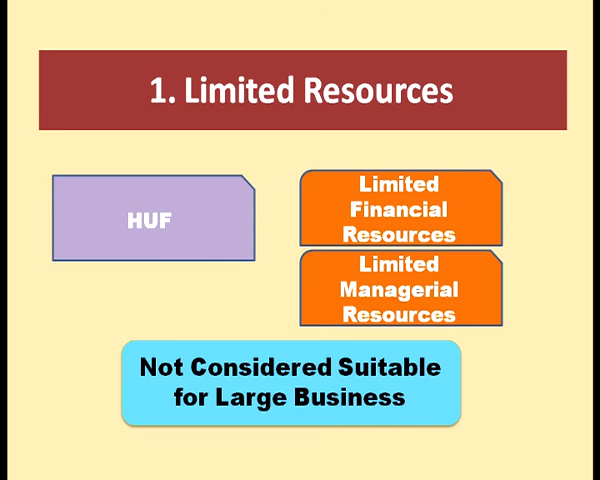 1. Limited Resources
HUF
Limited
Financial
Resources
Limited
Managerial
Resources
Not Considered Suitable
for Large Business